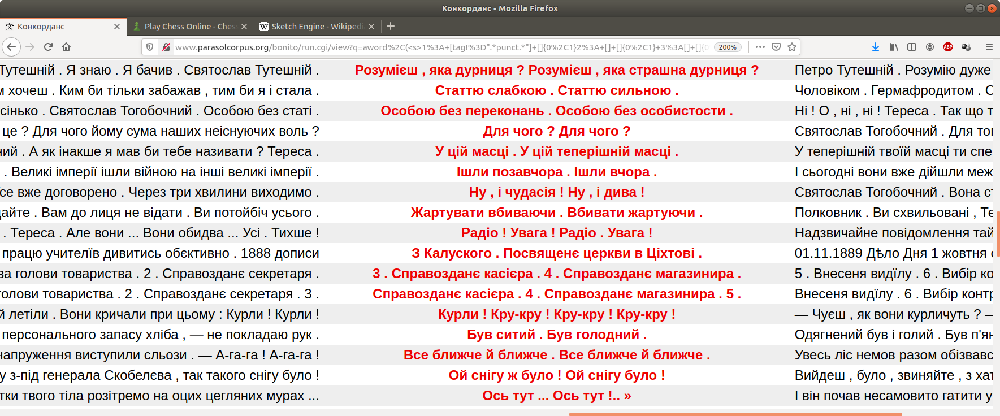 Конкорданс - Mozilla Firefox
Конкорданс Play Chess Online - Ches W Sketch Engine - Wikipedi
www.parasolcorpus.org/bonito/run.cgi/view?q=aword%2C(<s>1%3A+[tag!%3D".*punct.*"]+[]{0%2C1}2%3A+[]+[]{0%2C1}+3%3A[]+[]{0 200% ABP
Тутешній . Я знаю . Я бачив . Святослав Тутешній . Розумієш , яка дурниця ? Розумієш , яка страшна дурниця ? Петро Тутешній . Розумію дуже
хочеш . Ким би тільки забажав , тим би я і стала . Статтю слабкою . Статтю сильною . Чоловіком . Гермафродитом .
сінько . Святослав Тогобочний . Особою без статі . Особою без переконань . Особою без особистости . Ні ! О , ні , ні ! Тереса . Так що
це ? Для чого йому сума наших неіснуючих воль ? Для чого ? Для чого ? Святослав Тогобочний . Для
ний . А як інакше я мав би тебе називати ? Тереса . У цій масці . У цій теперішній масці . У теперішній твоїй масці ти
. Великі імперії ішли війною на інші великі імперії . Ішли позавчора . Ішли вчора . І сьогодні вони вже дійшли меж
се вже договорено . Через три хвилини виходимо . Ну , і чудасія ! Ну , і дива ! Святослав Тогобочний . Вона
дайте . Вам до лиця не відати . Ви потойбіч усього . Жартувати вбиваючи . Вбивати жартуючи . Полковник . Ви схвильовані , Те
. Тереса . Але вони ... Вони обидва ... Усі . Тихше ! Радіо ! Увага ! Радіо . Увага ! Надзвичайне повідомлення тай
працю учителїв дивитись обєктивно . 1888 дописи З Калуского . Посвященє церкви в Ціхтові . 01.11.1889 Дѣло Дня 1 жовтня
за голови товариства . 2 . Справозданє секретаря . 3 . Справозданє касієра . 4 . Справозданє магазинира . 5 . Внесеня видїлу . 6 . Вибір ко
голови товариства . 2 . Справозданє секретаря . 3 . Справозданє касієра . 4 . Справозданє магазинира . 5 . Внесеня видїлу . 6 . Вибір контр
й летіли . Вони кричали при цьому : Курли ! Курли ! Курли ! Кру-кру ! Кру-кру ! Кру-кру ! — Чуєш , як вони курличуть ? —
персонального запасу хліба , — не покладаю рук . Був ситий . Був голодний . Одягнений був і голий . Був п'ян
напруження виступили сльози . — А-га-га ! А-га-га ! Все ближче й ближче . Все ближче й ближче . Увесь ліс немов разом обізвавс
у з-під генерала Скобелєва , так такого снігу було ! Ой снігу ж було ! Ой снігу було ! Вийдеш , було , звиняйте , з хат
тки твого тіла розітремо на оцих цегляних мурах ... Ось тут ... Ось тут !.. » І він почав несамовито гатити у